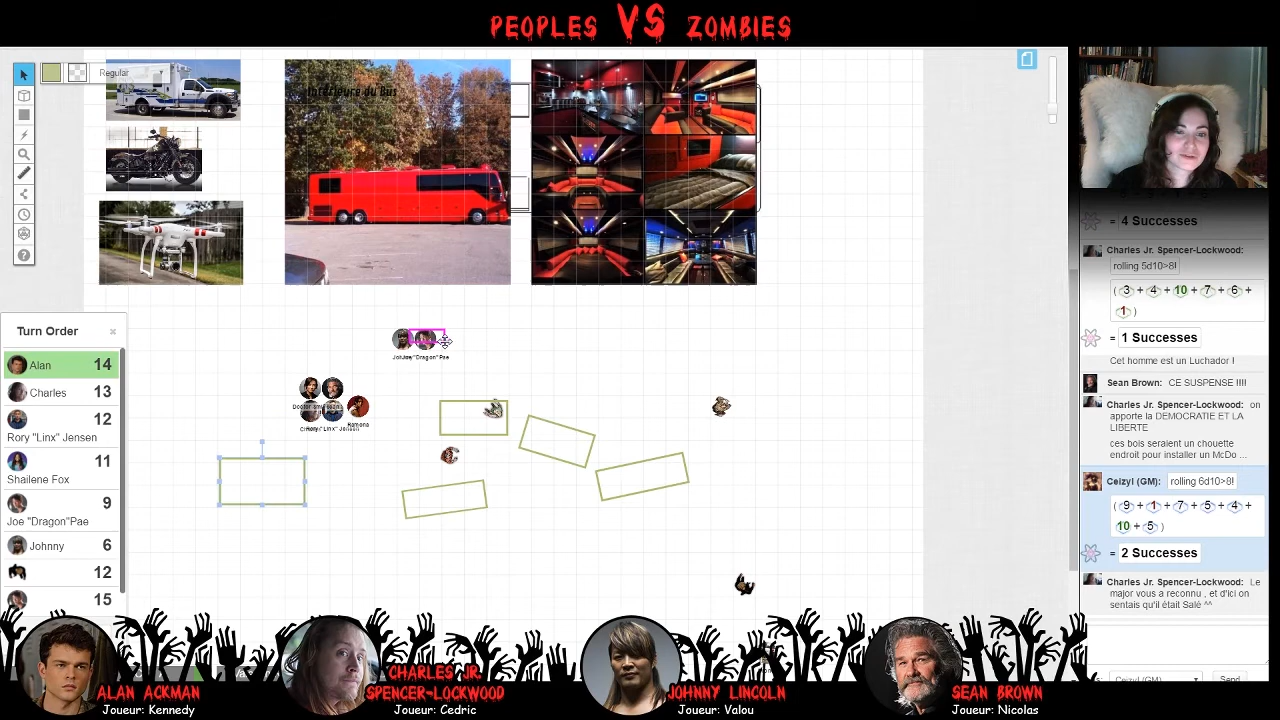 PEOPLES VS ZOMBIES
Regular
Intérieure du Bus
= 4 Successes
Charles Jr. Spencer-Lockwood:
rolling 5d10>8!
( 3 + 4 + 10 + 7 + 6 +
1 )
= 1 Successes
Cet homme est un Luchador !
Sean Brown: CE SUSPENSE !!!!
Charles Jr. Spencer-Lockwood: on
apporte la DEMOCRATIE ET LA
LIBERTE
ces bois seraient un chouette
endroit pour installer un McDo ...
Ceizyl (GM): rolling 6d10>8!
( 9 + 1 + 7 + 5 + 4 +
10 + 5 )
= 2 Successes
Charles Jr. Spencer-Lockwood: Le
major vous a reconnu , et d'ici on
sentais qu'il était Salé ^^
Ceizyl (GM)
Send
Turn Order
Alan 14
Charles 13
12
Rory "Linx" Jensen
11
Shailene Fox
9
Joe "Dragon"Pae
Johnny 6
12
15
"Dragon"Pae
Ramona
ALAN ACKMAN
Joueur: Kennedy
CHARLES JR.
SPENCER-LOCKWOOD
Joueur: Cedric
JOHNNY LINCOLN
Joueur: Valou
SEAN BROWN
Joueur: Nicolas